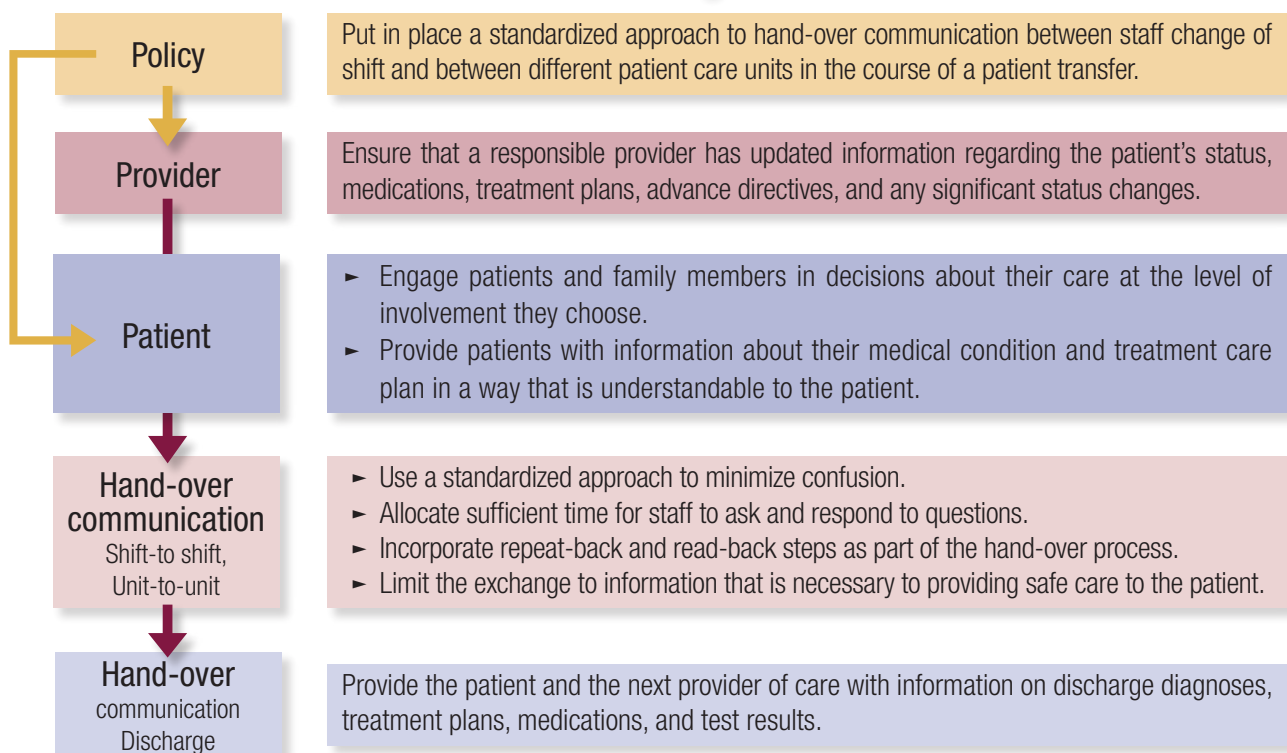 Policy
Put in place a standardized approach to hand-over communication between staff change of
shift and between different patient care units in the course of a patient transfer.
Provider
Ensure that a responsible provider has updated information regarding the patient’s status,
medications, treatment plans, advance directives, and any significant status changes.
Patient
► Engage patients and family members in decisions about their care at the level of
involvement they choose.
► Provide patients with information about their medical condition and treatment care
plan in a way that is understandable to the patient.
Hand-over
communication
Shift-to shift,
Unit-to-unit
► Use a standardized approach to minimize confusion.
► Allocate sufficient time for staff to ask and respond to questions.
► Incorporate repeat-back and read-back steps as part of the hand-over process.
► Limit the exchange to information that is necessary to providing safe care to the patient.
Hand-over
communication
Discharge
Provide the patient and the next provider of care with information on discharge diagnoses,
treatment plans, medications, and test results.